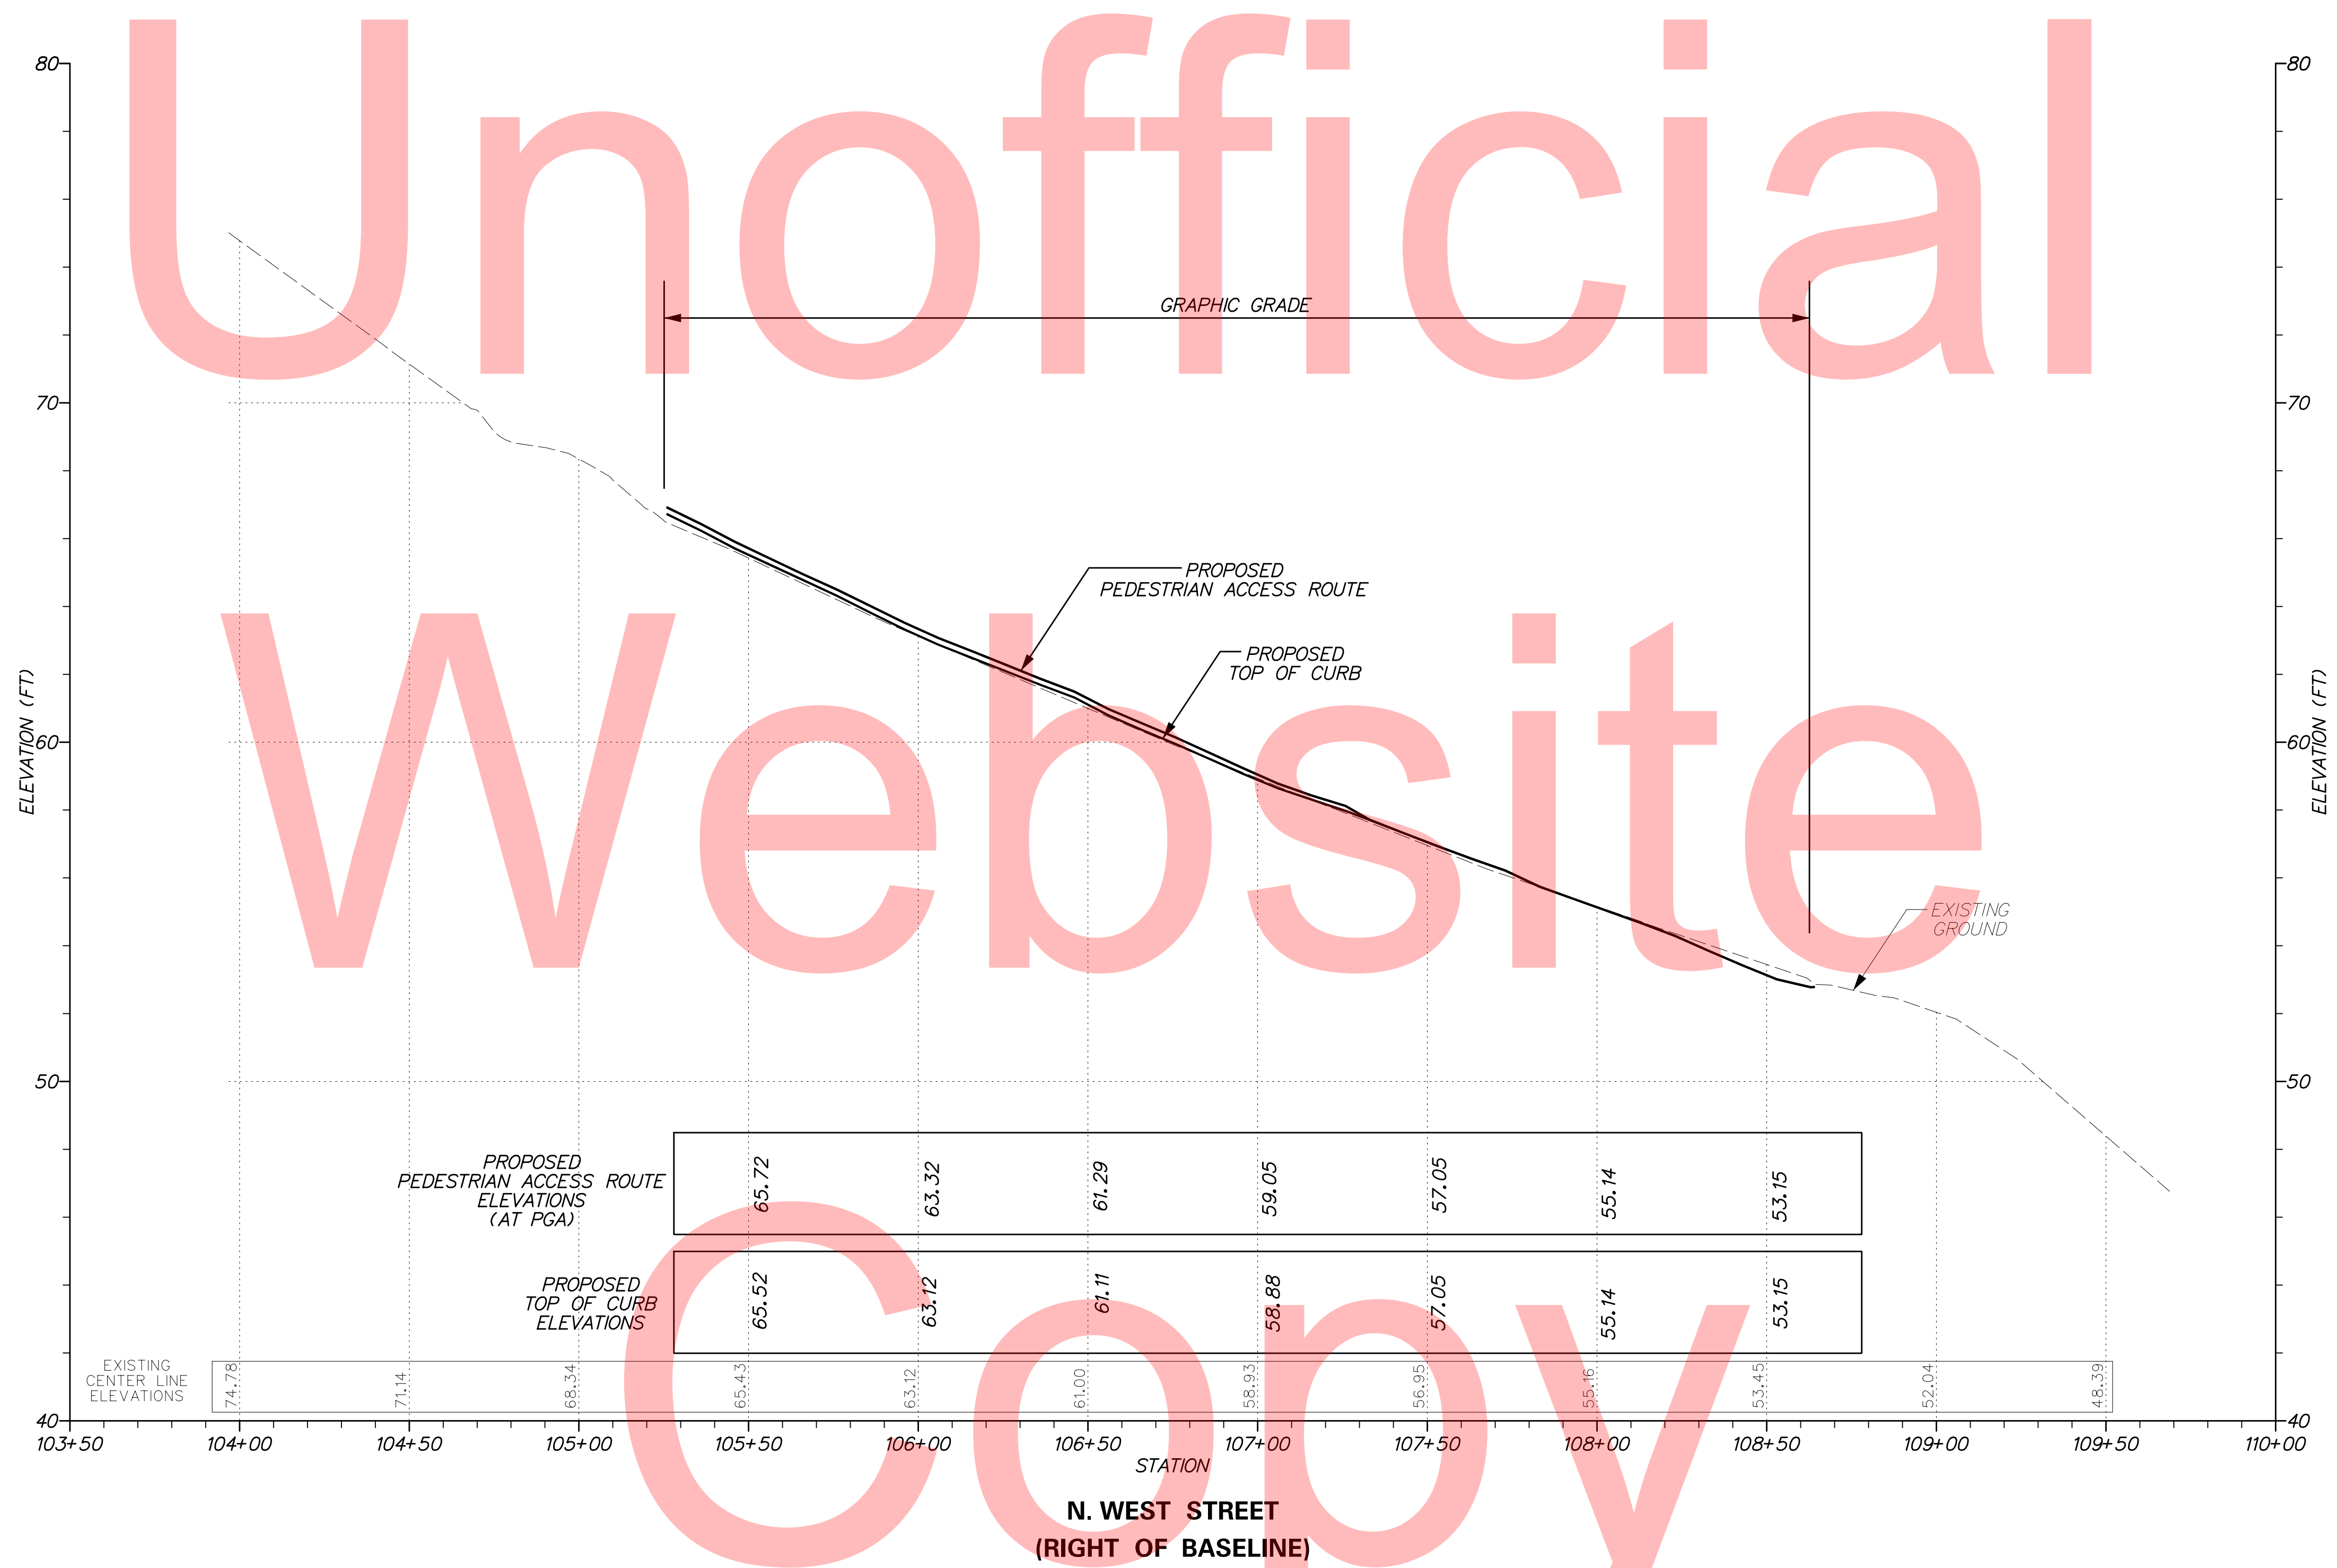 Unofficial
Website
Copy
80
70
60
50
40
ELEVATION (FT)
80
70
60
50
40
ELEVATION (FT)
GRAPHIC GRADE
PROPOSED
PEDESTRIAN ACCESS ROUTE
PROPOSED
TOP OF CURB
EXISTING
GROUND
PROPOSED
PEDESTRIAN ACCESS ROUTE
ELEVATIONS
(AT PGA)
65.72 63.32 61.29 59.05 57.05 55.14 53.15
PROPOSED
TOP OF CURB
ELEVATIONS
65.52 63.12 61.11 58.88 57.05 55.14 53.15
EXISTING
CENTER LINE
ELEVATIONS
74.78 71.14 68.34 65.43 63.12 61.00 58.93 56.95 55.16 53.45 52.04 48.39
103+50 104+00 104+50 105+00 105+50 106+00 106+50 107+00 107+50 108+00 108+50 109+00 109+50 110+00
STATION
N. WEST STREET
(RIGHT OF BASELINE)